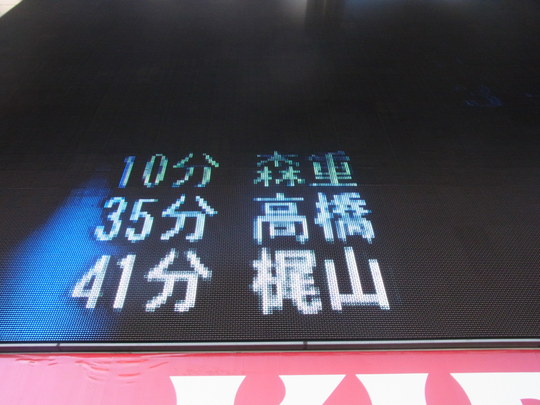 10分 森重
35分 高橋
41分 梶山